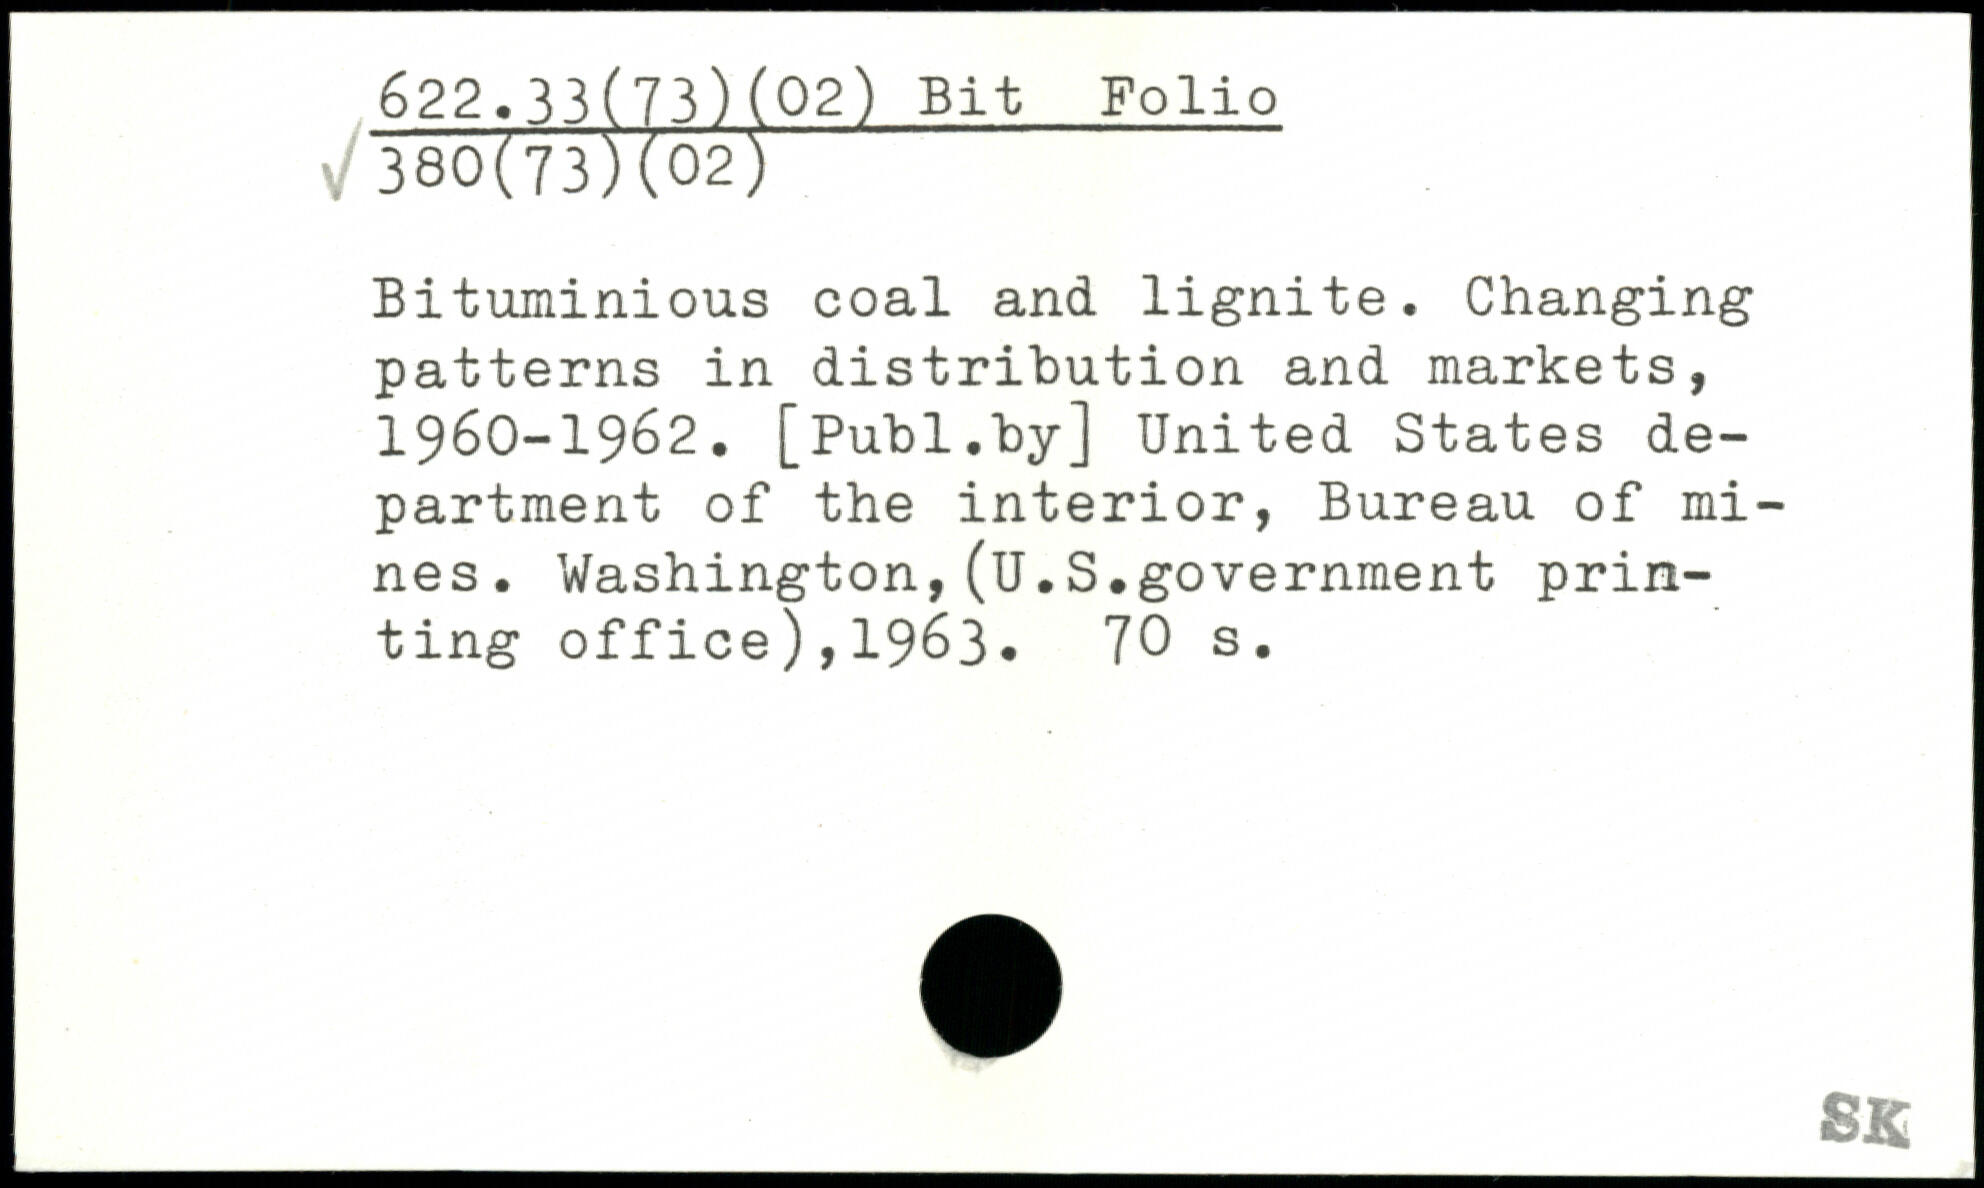 622.33(73)(02) Bit Folio
✓ 380(73)(02)
Bituminious coal and lignite. Changing
patterns in distribution and markets,
1960-1962. [Publ.by] United States de-
partment of the interior, Bureau of mi-
nes. Washington,(U.S.government prin-
ting office),1963. 70 s.
SK